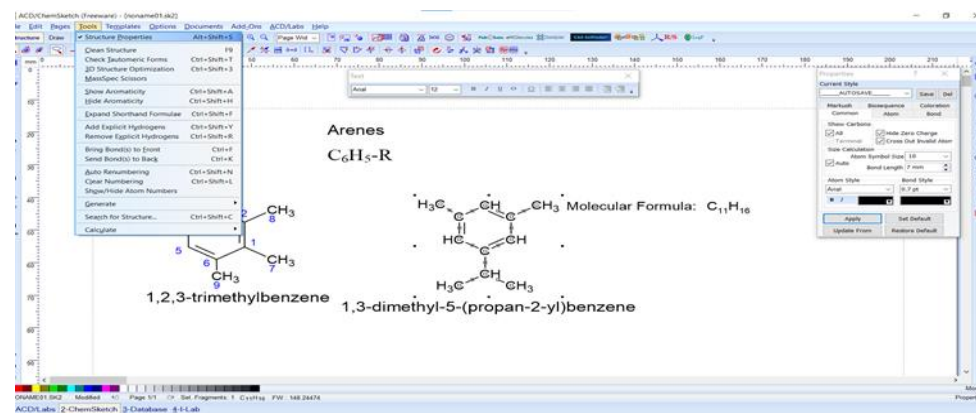 ACD/ChemSketch (Freeware) - [noname01.sk2]
Edit Pages Tools Templates Options Documents Add-Ons ACD/Labs Help
Structure Draw
Page Wid
Structure Properties Alt+Shift+S
Clean Structure F9
Check Tautomeric Forms Ctrl+Shift+T
3D Structure Optimization Ctrl+Shift+3
MassSpec Scissors
Show Aromaticity Ctrl+Shift+A
Hide Aromaticity Ctrl+Shift+H
Expand Shorthand Formulae Ctrl+Shift+F
Add Explicit Hydrogens Ctrl+Shift+Y
Remove Explicit Hydrogens Ctrl+Shift+R
Bring Bond(s) to Front Ctrl+F
Send Bond(s) to Back Ctrl+K
Auto Renumbering Ctrl+Shift+N
Clear Numbering Ctrl+Shift+L
Show/Hide Atom Numbers
Generate
Search for Structure... Ctrl+Shift+C
Calculate
Text
Arial 12
Arenes
C₆H₅-R
2
CH₃
8
1
5
6
CH₃
7
CH₃
9
1,2,3-trimethylbenzene
H₃C CH CH₃
C C
HC CH
C
CH
H₃C CH₃
1,3-dimethyl-5-(propan-2-yl)benzene
Molecular Formula: C₁₁H₁₆
Properties
Current Style
AUTOSAVE Save Del
Markush Biosequence Coloration
Common Atom Bond
Show Carbons
All Hide Zero Charge
Terminal Cross Out Invalid Atom
Size Calculation
Atom Symbol Size 10
Auto Bond Length 7 mm
Atom Style Bond Style
Arial 0.7 pt
Apply Set Default
Update From Restore Default
NONAME01.SK2 Modified Page 1/1 Sel. Fragments: 1 C₁₁H₁₆ FW: 148.24474
ACD/Labs 2-ChemSketch 3-Database 4-I-Lab